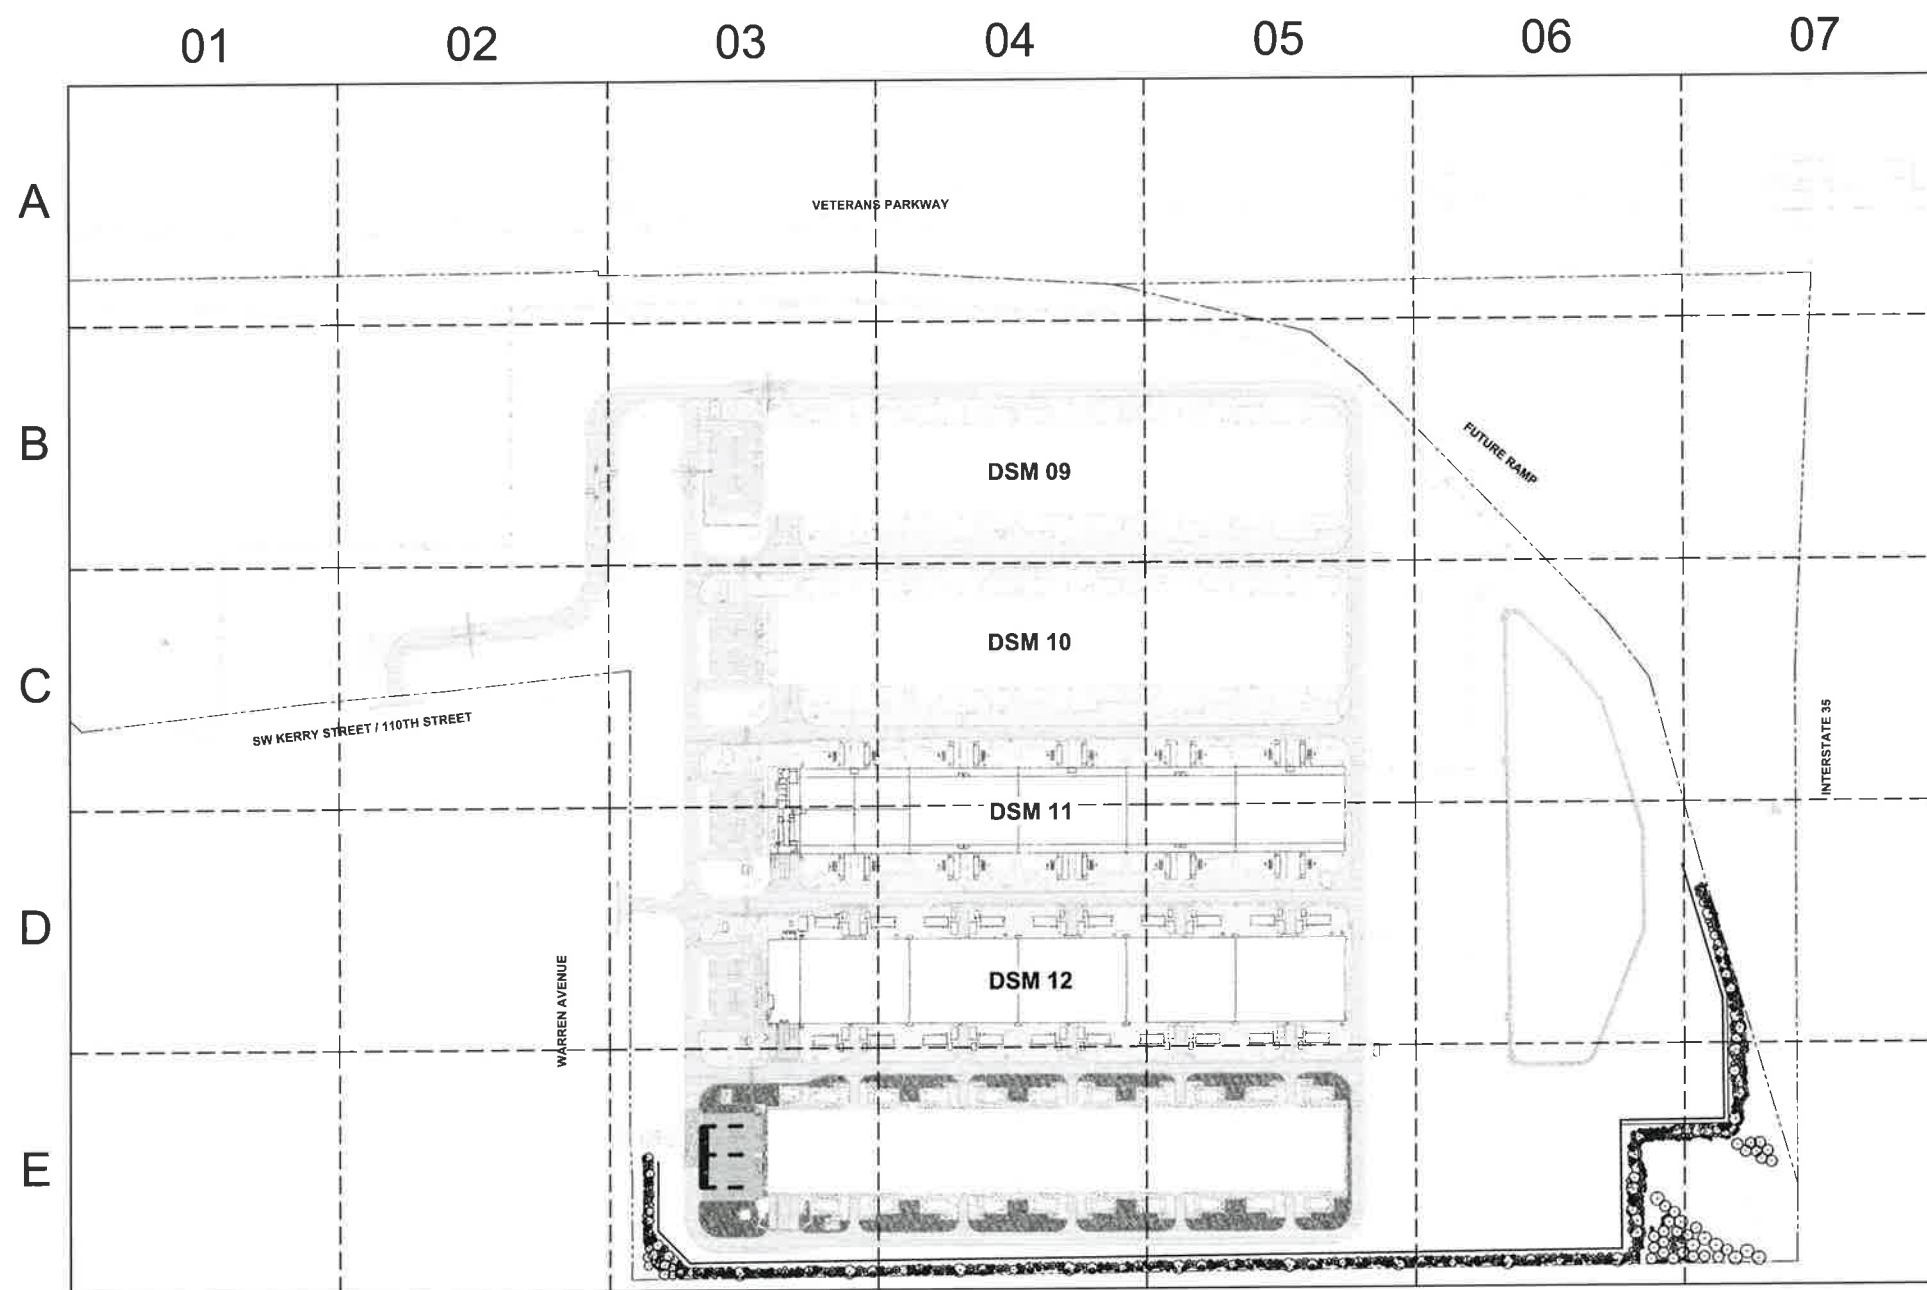 01 02 03 04 05 06 07
A
VETERANS PARKWAY
B
FUTURE RAMP
DSM 09
DSM 10
C
SW KERRY STREET / 110TH STREET
INTERSTATE 35
DSM 11
D
WARREN AVENUE
DSM 12
E